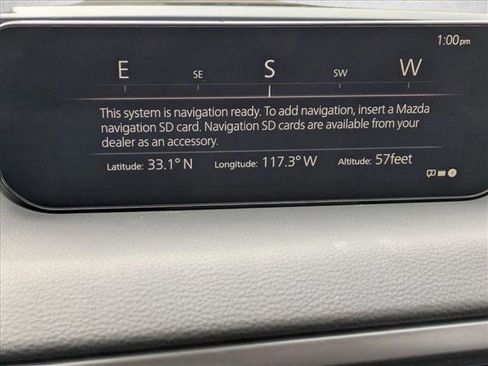 1:00pm
E SE S SW W
This system is navigation ready. To add navigation, insert a Mazda
navigation SD card. Navigation SD cards are available from your
dealer as an accessory.
Latitude: 33.1° N Longitude: 117.3° W Altitude: 57feet